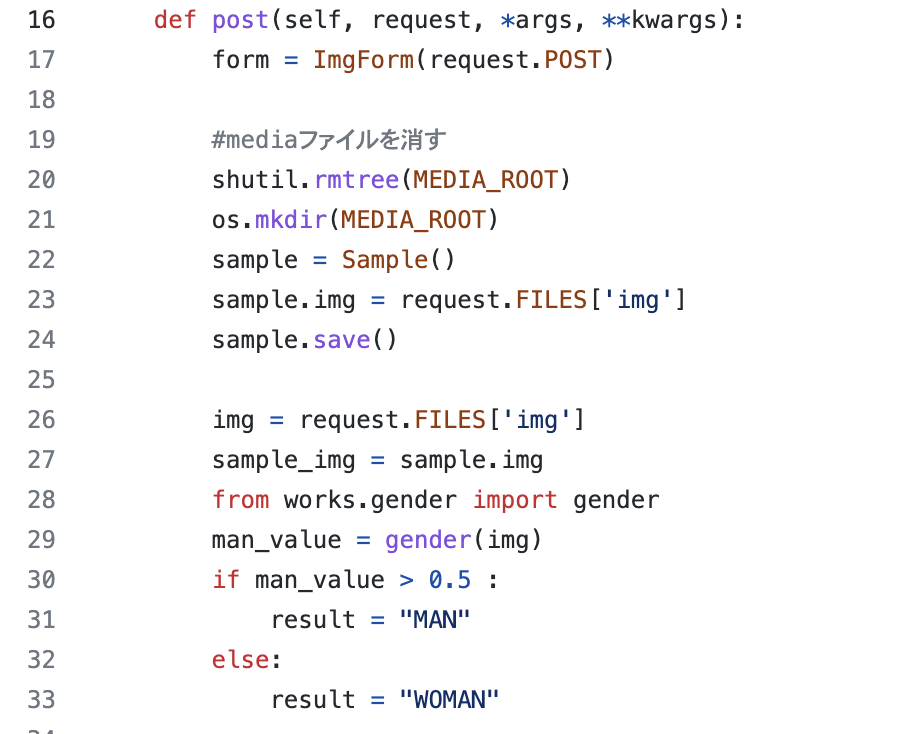 16 def post(self, request, *args, **kwargs):
17 form = ImgForm(request.POST)
18
19 #mediaファイルを消す
20 shutil.rmtree(MEDIA_ROOT)
21 os.mkdir(MEDIA_ROOT)
22 sample = Sample()
23 sample.img = request.FILES['img']
24 sample.save()
25
26 img = request.FILES['img']
27 sample_img = sample.img
28 from works.gender import gender
29 man_value = gender(img)
30 if man_value > 0.5 :
31 result = "MAN"
32 else:
33 result = "WOMAN"